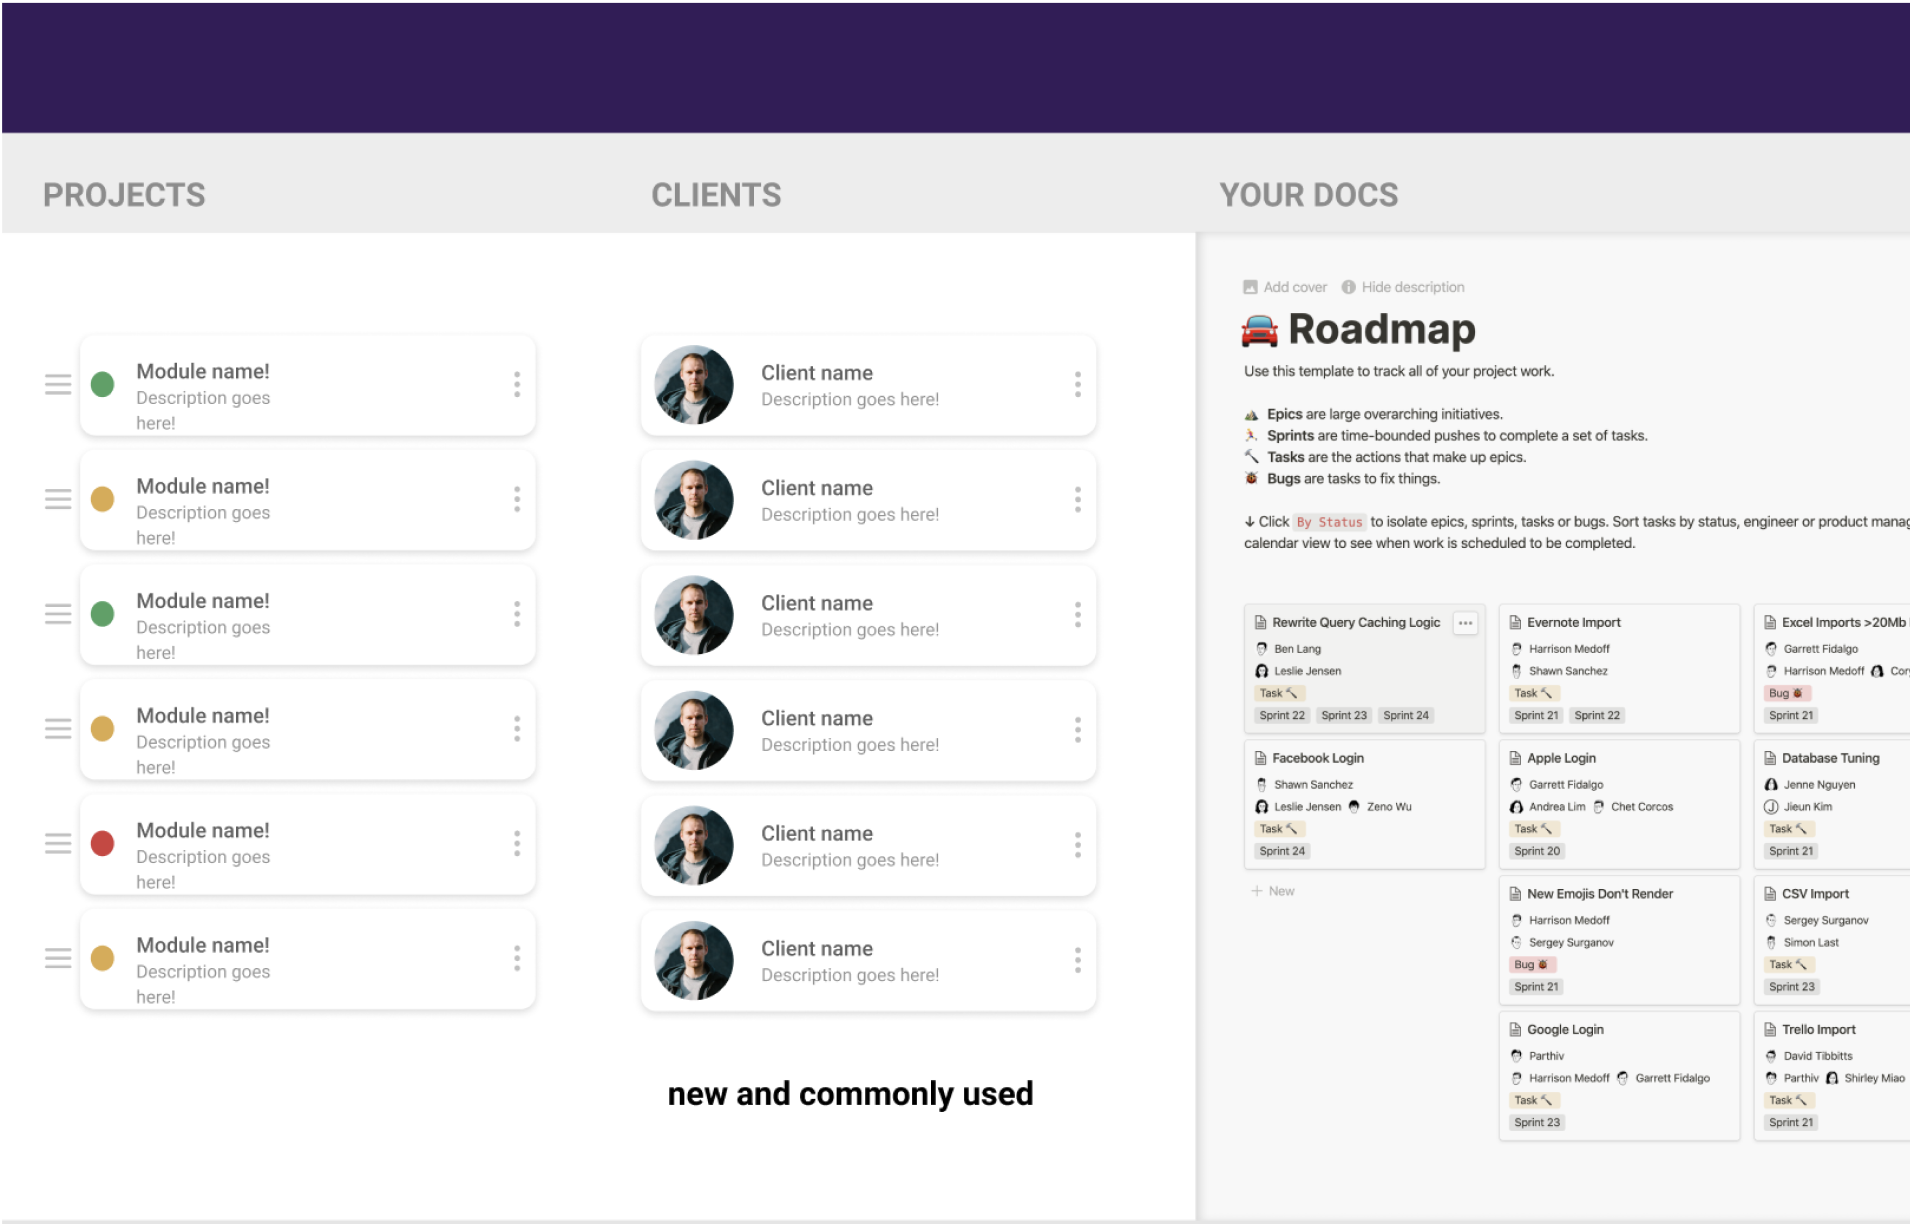 PROJECTS
CLIENTS
YOUR DOCS
Module name!
Description goes
here!
Module name!
Description goes
here!
Module name!
Description goes
here!
Module name!
Description goes
here!
Module name!
Description goes
here!
Module name!
Description goes
here!
Client name
Description goes here!
Client name
Description goes here!
Client name
Description goes here!
Client name
Description goes here!
Client name
Description goes here!
Client name
Description goes here!
new and commonly used
Add cover Hide description
Roadmap
Use this template to track all of your project work.
Epics are large overarching initiatives.
Sprints are time-bounded pushes to complete a set of tasks.
Tasks are the actions that make up epics.
Bugs are tasks to fix things.
↓ Click By Status to isolate epics, sprints, tasks or bugs. Sort tasks by status, engineer or product manag
calendar view to see when work is scheduled to be completed.
Rewrite Query Caching Logic
Ben Lang
Leslie Jensen
Task
Sprint 22 Sprint 23 Sprint 24
Facebook Login
Shawn Sanchez
Leslie Jensen Zeno Wu
Task
Sprint 24
+ New
Evernote Import
Harrison Medoff
Shawn Sanchez
Task
Sprint 21 Sprint 22
Apple Login
Garrett Fidalgo
Andrea Lim Chet Corcos
Task
Sprint 20
New Emojis Don't Render
Harrison Medoff
Sergey Surganov
Bug
Sprint 21
Google Login
Parthiv
Harrison Medoff Garrett Fidalgo
Task
Sprint 23
Excel Imports >20Mb
Garrett Fidalgo
Harrison Medoff Cory
Bug
Sprint 21
Database Tuning
Jenne Nguyen
J Jieun Kim
Task
Sprint 21
CSV Import
Sergey Surganov
Simon Last
Task
Sprint 23
Trello Import
David Tibbitts
Parthiv Shirley Miao
Task
Sprint 21